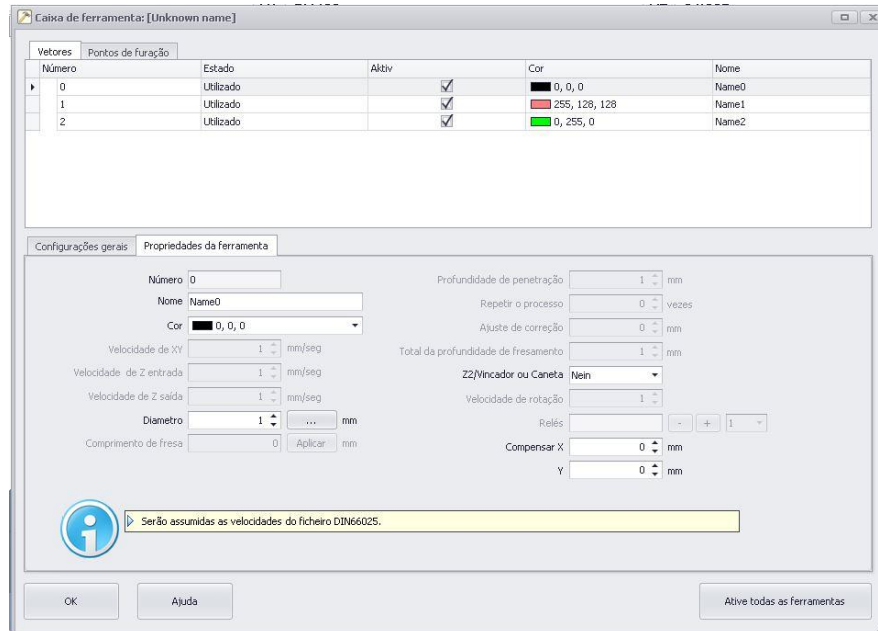 Caixa de ferramenta: [Unknown name]
Vetores Pontos de furação
Número Estado Aktiv Cor Nome
0 Utilizado 0, 0, 0 Name0
1 Utilizado 255, 128, 128 Name1
2 Utilizado 0, 255, 0 Name2
Configurações gerais Propriedades da ferramenta
Número 0 Profundidade de penetração 1 mm
Nome Name0 Repetir o processo 0 vezes
Cor 0, 0, 0 Ajuste de correção 0 mm
Velocidade de XY 1 mm/seg Total da profundidade de fresamento 1 mm
Velocidade de Z entrada 1 mm/seg Z2/Vincador ou Caneta Nein
Velocidade de Z saída 1 mm/seg Velocidade de rotação 1
Diametro 1 ... mm Relés - + 1
Comprimento de fresa 0 Aplicar mm Compensar X 0 mm
Y 0 mm
Serão assumidas as velocidades do ficheiro DIN66025.
OK Ajuda Ative todas as ferramentas